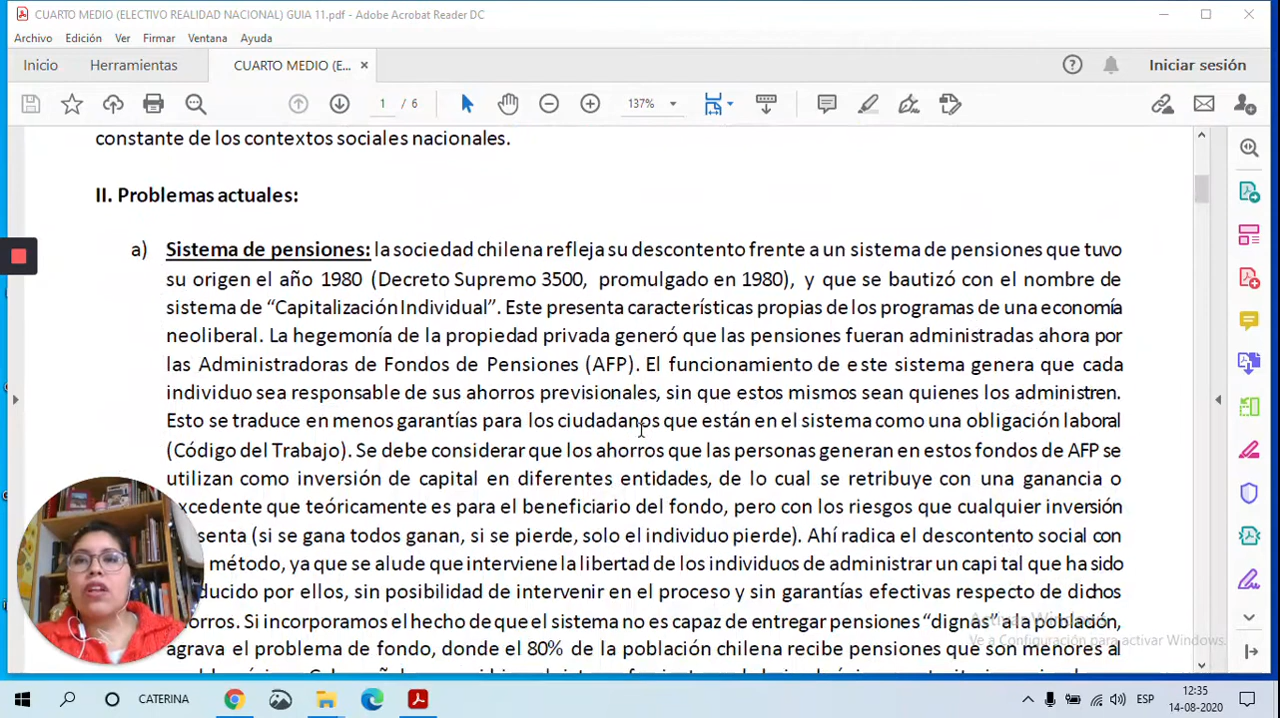 CUARTO MEDIO (ELECTIVO REALIDAD NACIONAL) GUIA 11.pdf - Adobe Acrobat Reader DC
Archivo Edición Ver Firmar Ventana Ayuda
Inicio Herramientas CUARTO MEDIO (E... Iniciar sesión
1 / 6 137%
constante de los contextos sociales nacionales.
II. Problemas actuales:
a) Sistema de pensiones: la sociedad chilena refleja su descontento frente a un sistema de pensiones que tuvo
su origen el año 1980 (Decreto Supremo 3500, promulgado en 1980), y que se bautizó con el nombre de
sistema de “Capitalización Individual”. Este presenta características propias de los programas de una economía
neoliberal. La hegemonía de la propiedad privada generó que las pensiones fueran administradas ahora por
las Administradoras de Fondos de Pensiones (AFP). El funcionamiento de este sistema genera que cada
individuo sea responsable de sus ahorros previsionales, sin que estos mismos sean quienes los administren.
Esto se traduce en menos garantías para los ciudadanos que están en el sistema como una obligación laboral
(Código del Trabajo). Se debe considerar que los ahorros que las personas generan en estos fondos de AFP se
utilizan como inversión de capital en diferentes entidades, de lo cual se retribuye con una ganancia o
excedente que teóricamente es para el beneficiario del fondo, pero con los riesgos que cualquier inversión
senta (si se gana todos ganan, si se pierde, solo el individuo pierde). Ahí radica el descontento social con
método, ya que se alude que interviene la libertad de los individuos de administrar un capital que ha sido
ducido por ellos, sin posibilidad de intervenir en el proceso y sin garantías efectivas respecto de dichos
orros. Si incorporamos el hecho de que el sistema no es capaz de entregar pensiones “dignas” a la población,
agrava el problema de fondo, donde el 80% de la población chilena recibe pensiones que son menores al
Activar Windows
Ve a Configuración para activar Windows.
CATERINA ESP 12:35
14-08-2020